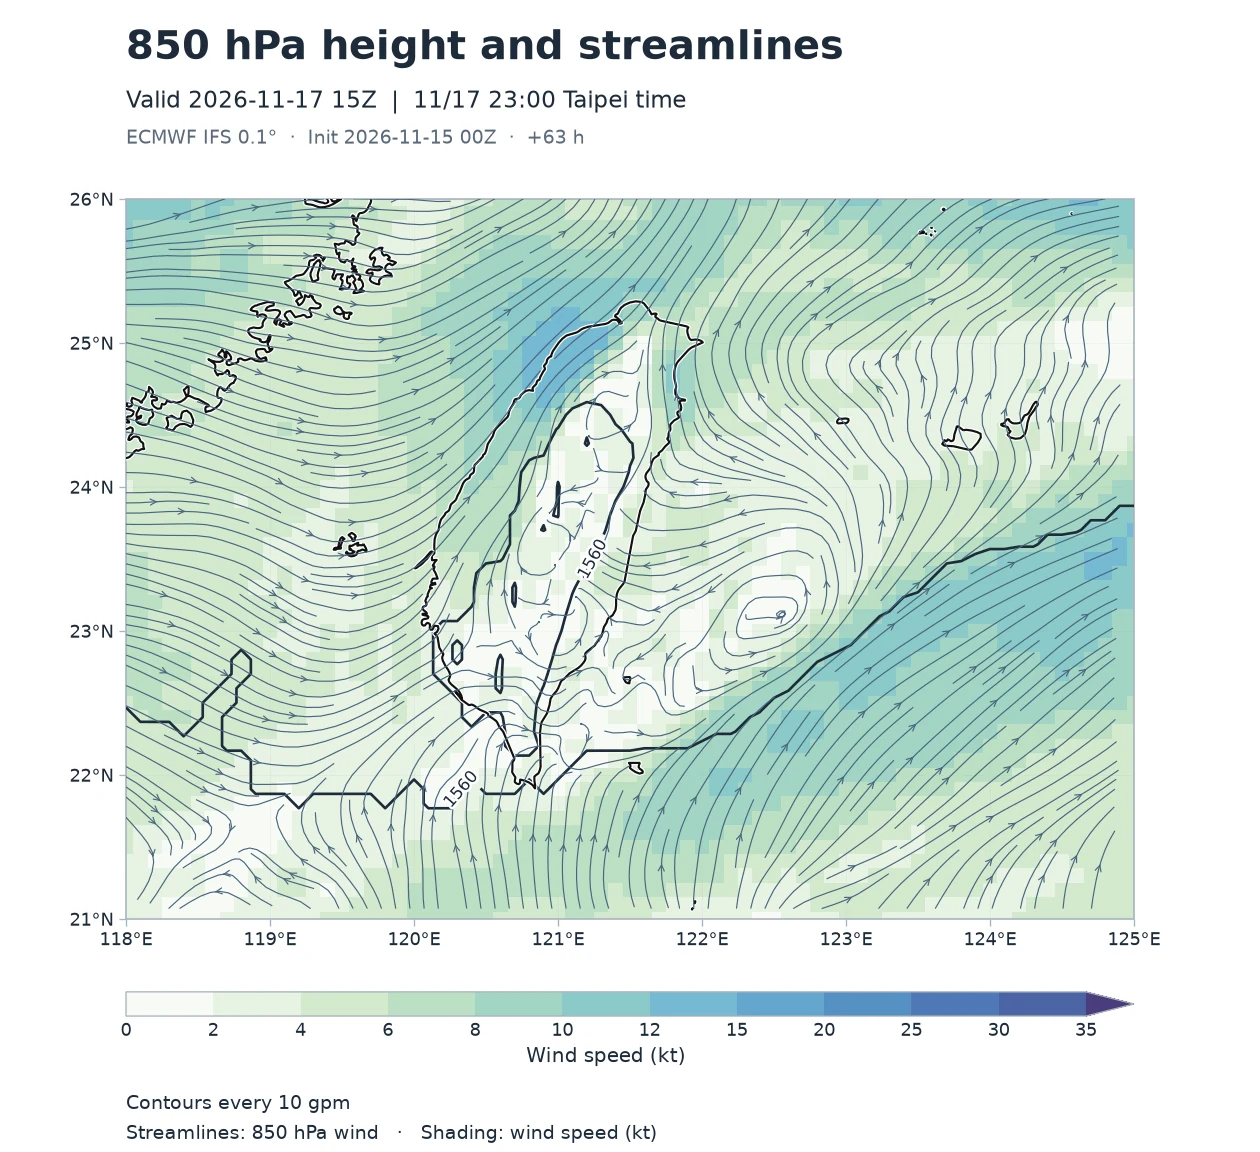 850 hPa height and streamlines
Valid 2026-11-17 15Z | 11/17 23:00 Taipei time
ECMWF IFS 0.1° · Init 2026-11-15 00Z · +63 h
26°N
25°N
24°N
23°N
22°N
21°N
1560
1560
118°E 119°E 120°E 121°E 122°E 123°E 124°E 125°E
0 2 4 6 8 10 12 15 20 25 30 35
Wind speed (kt)
Contours every 10 gpm
Streamlines: 850 hPa wind · Shading: wind speed (kt)